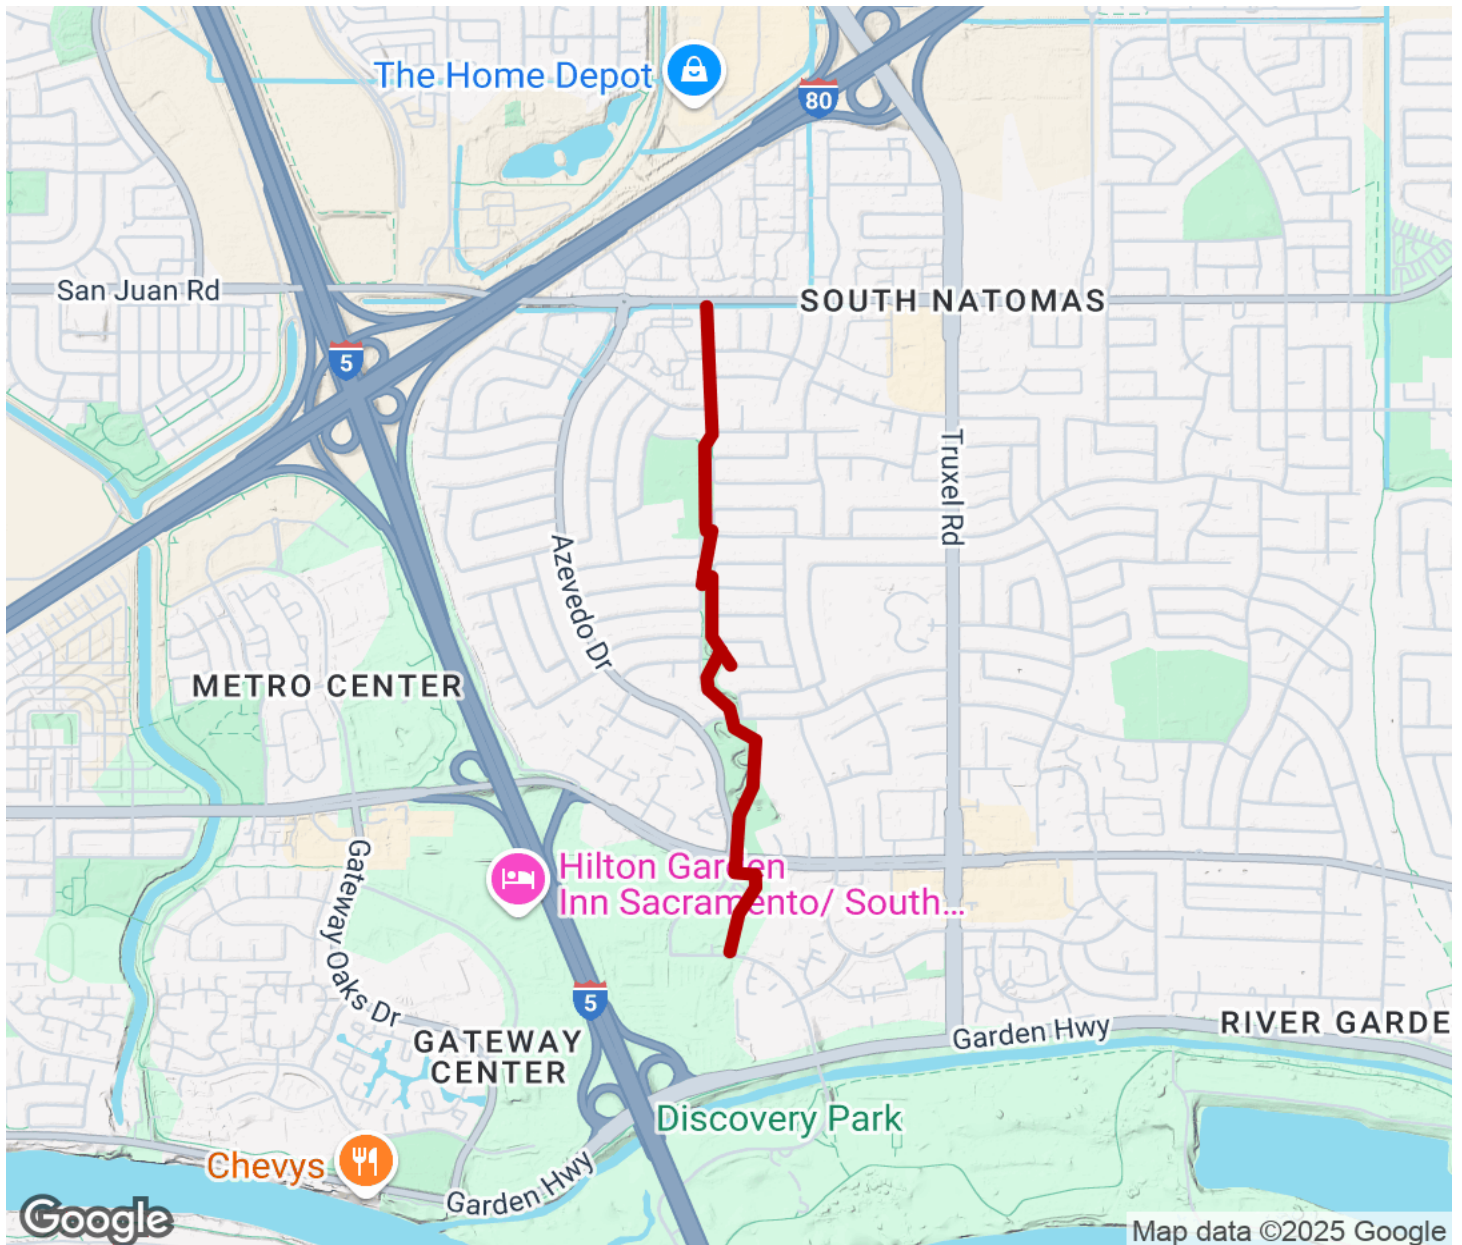 The Home Depot
80
San Juan Rd
SOUTH NATOMAS
5
Truxel Rd
Azevedo Dr
METRO CENTER
Hilton Garden
Inn Sacramento/ South...
Gateway Oaks Dr
5
GATEWAY
CENTER
Garden Hwy
RIVER GARDE
Discovery Park
Chevys
Garden Hwy
Google
Map data ©2025 Google